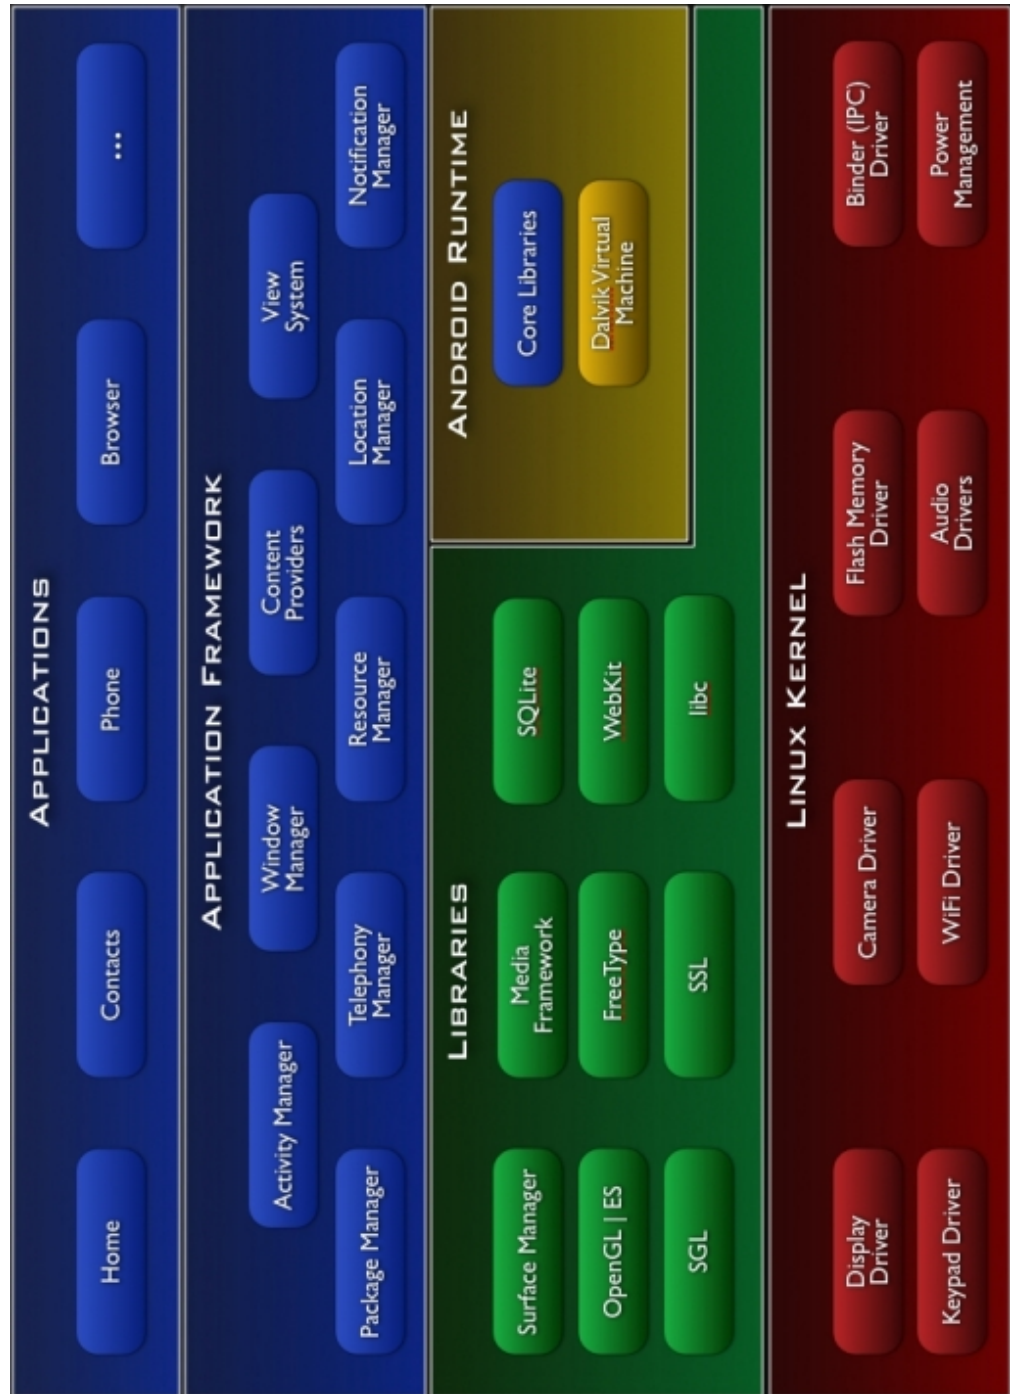 APPLICATIONS
Home
Contacts
Phone
Browser
...
APPLICATION FRAMEWORK
Activity Manager
Window
Manager
Content
Providers
View
System
Package Manager
Telephony
Manager
Resource
Manager
Location
Manager
Notification
Manager
LIBRARIES
Surface Manager
Media
Framework
SQLite
OpenGL | ES
FreeType
WebKit
SGL
SSL
libc
ANDROID RUNTIME
Core Libraries
Dalvik Virtual
Machine
LINUX KERNEL
Display
Driver
Camera Driver
Flash Memory
Driver
Binder (IPC)
Driver
Keypad Driver
WiFi Driver
Audio
Drivers
Power
Management